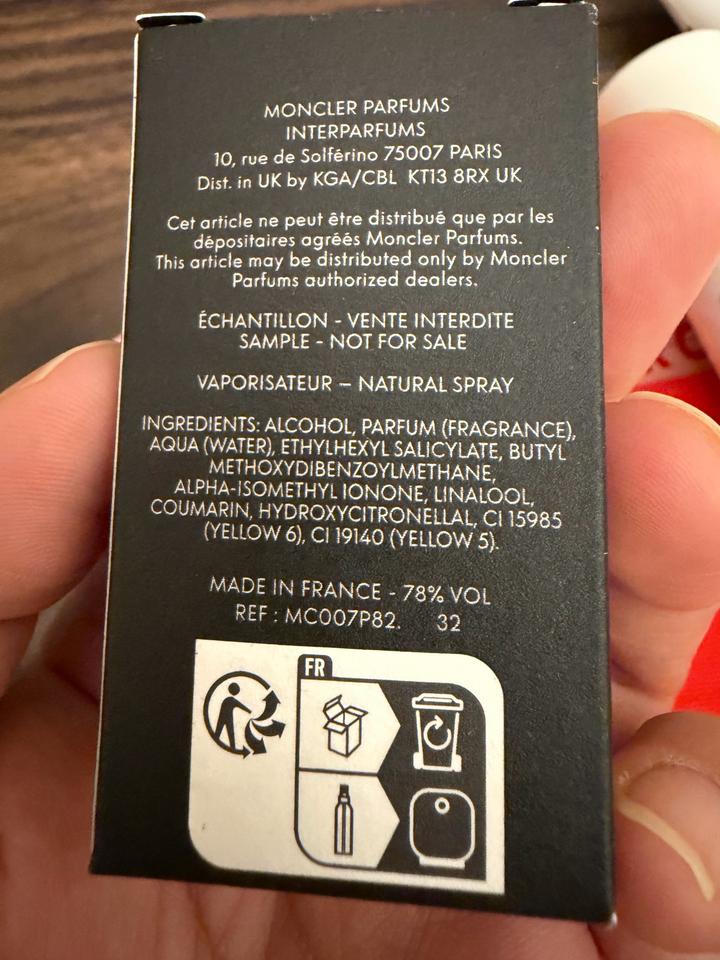 MONCLER PARFUMS
INTERPARFUMS
10, rue de Solférino 75007 PARIS
Dist. in UK by KGA/CBL KT13 8RX UK
Cet article ne peut être distribué que par les
dépositaires agréés Moncler Parfums.
This article may be distributed only by Moncler
Parfums authorized dealers.
ÉCHANTILLON - VENTE INTERDITE
SAMPLE - NOT FOR SALE
VAPORISATEUR – NATURAL SPRAY
INGREDIENTS: ALCOHOL, PARFUM (FRAGRANCE),
AQUA (WATER), ETHYLHEXYL SALICYLATE, BUTYL
METHOXYDIBENZOYLMETHANE,
ALPHA-ISOMETHYL IONONE, LINALOOL,
COUMARIN, HYDROXYCITRONELLAL, CI 15985
(YELLOW 6), CI 19140 (YELLOW 5).
MADE IN FRANCE - 78% VOL
REF : MC007P82. 32
FR